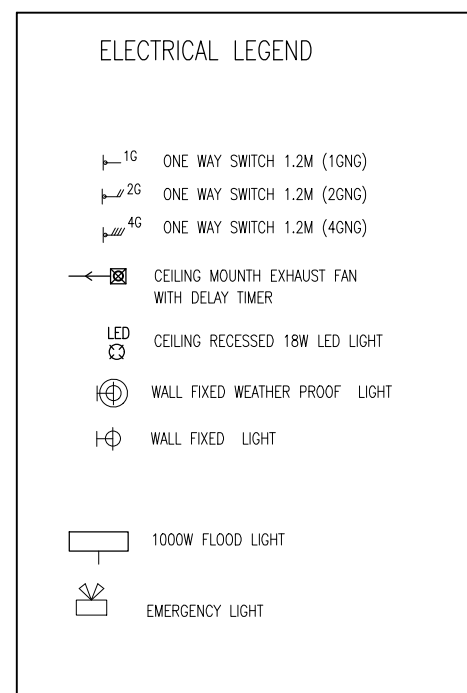 ELECTRICAL LEGEND
1G ONE WAY SWITCH 1.2M (1GNG)
2G ONE WAY SWITCH 1.2M (2GNG)
4G ONE WAY SWITCH 1.2M (4GNG)
CEILING MOUNTH EXHAUST FAN
WITH DELAY TIMER
LED
CEILING RECESSED 18W LED LIGHT
WALL FIXED WEATHER PROOF LIGHT
WALL FIXED LIGHT
1000W FLOOD LIGHT
EMERGENCY LIGHT